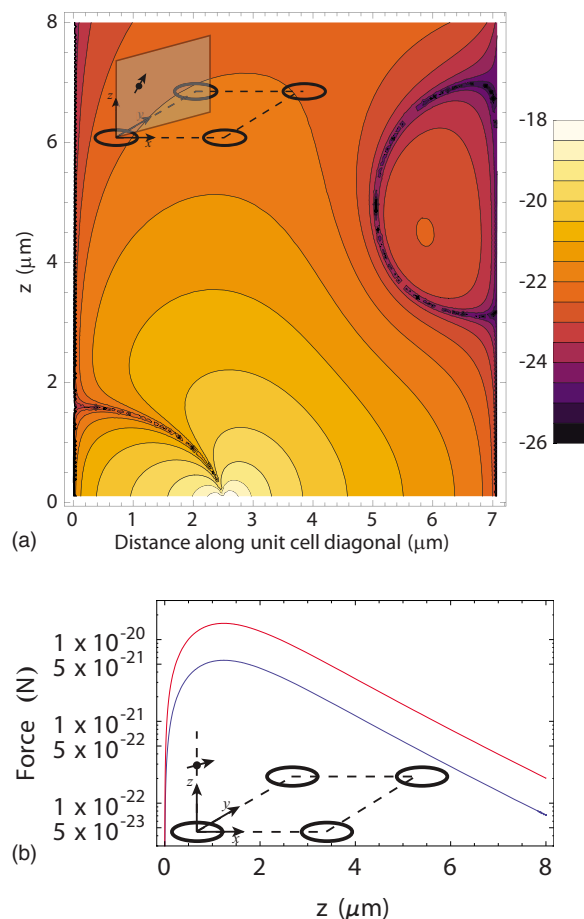 8
6
4
2
0
z (μm)
z
y
x
0 1 2 3 4 5 6 7
Distance along unit cell diagonal (μm)
(a)
-18
-20
-22
-24
-26
1 x 10⁻²⁰
5 x 10⁻²¹
1 x 10⁻²¹
5 x 10⁻²²
1 x 10⁻²²
5 x 10⁻²³
Force (N)
z
y
x
0 2 4 6 8
(b)
z (μm)